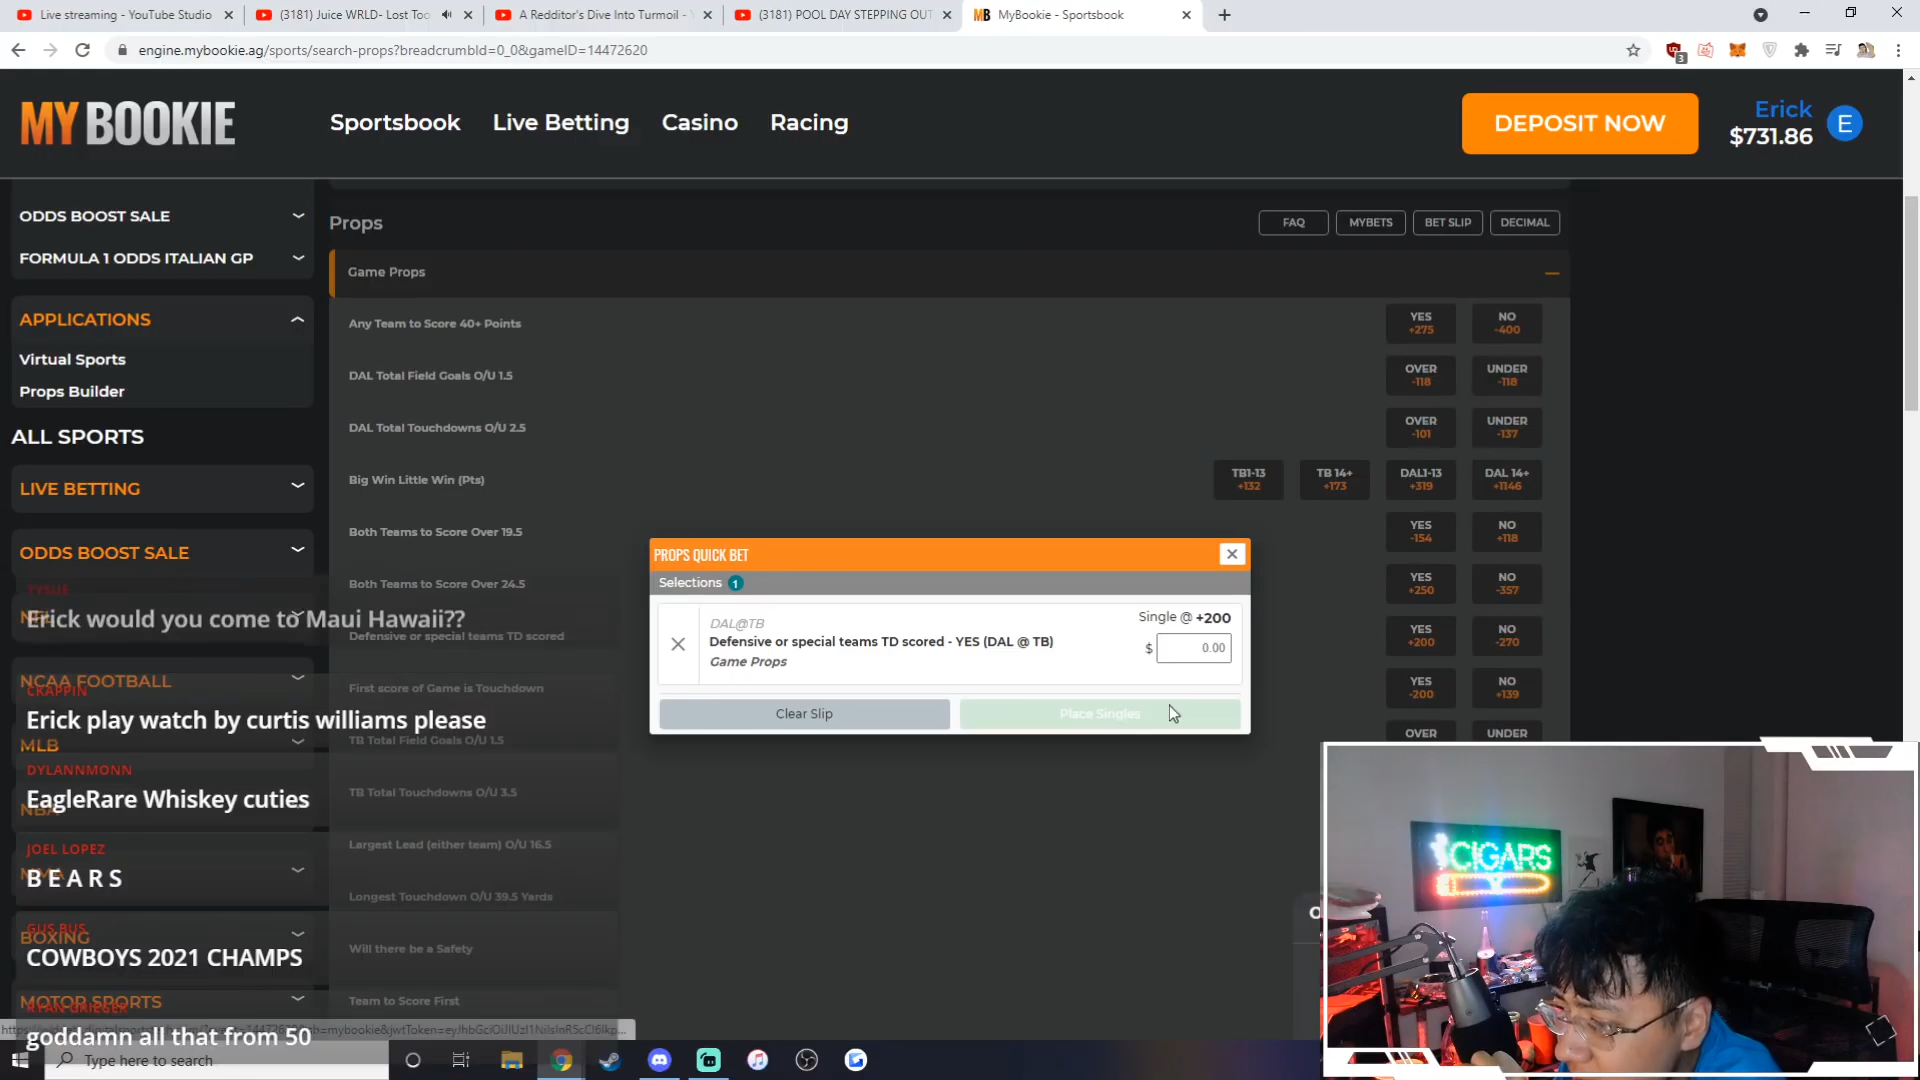 Live streaming - YouTube Studio
(3181) Juice WRLD- Lost Too
A Redditor's Dive Into Turmoil -
(3181) POOL DAY STEPPING OUT
MB MyBookie - Sportsbook
engine.mybookie.ag/sports/search-props?breadcrumbId=0_0&gameID=14472620
3
MYBOOKIE
Sportsbook
Live Betting
Casino
Racing
DEPOSIT NOW
Erick
$731.86
E
ODDS BOOST SALE
FORMULA 1 ODDS ITALIAN GP
APPLICATIONS
Virtual Sports
Props Builder
ALL SPORTS
LIVE BETTING
ODDS BOOST SALE
NCAA FOOTBALL
MLB
BOXING
MOTOR SPORTS
Props
FAQ
MYBETS
BET SLIP
DECIMAL
Game Props
Any Team to Score 40+ Points
YES +275
NO -400
DAL Total Field Goals O/U 1.5
OVER -118
UNDER -118
DAL Total Touchdowns O/U 2.5
OVER -101
UNDER -137
Big Win Little Win (Pts)
TB1-13 +132
TB 14+ +173
DAL1-13 +319
DAL 14+ +1146
Both Teams to Score Over 19.5
YES -154
NO +118
Both Teams to Score Over 24.5
YES +250
NO -357
Defensive or special teams TD scored
YES +200
NO -270
First score of Game is Touchdown
YES -200
NO +139
TB Total Field Goals O/U 1.5
OVER
UNDER
TB Total Touchdowns O/U 3.5
Largest Lead (either team) O/U 16.5
Longest Touchdown O/U 39.5 Yards
Will there be a Safety
Team to Score First
PROPS QUICK BET
Selections 1
DAL@TB
Single @ +200
Defensive or special teams TD scored - YES (DAL @ TB)
$ 0.00
Game Props
Clear Slip
Place Singles
Erick would you come to Maui Hawaii??
CKAPPIN
Erick play watch by curtis williams please
DYLANNMONN
EagleRare Whiskey cuties
JOEL LOPEZ
B E A R S
GUS BUS
COWBOYS 2021 CHAMPS
RYAN GRIEGER
goddamn all that from 50
CIGARS
Type here to search